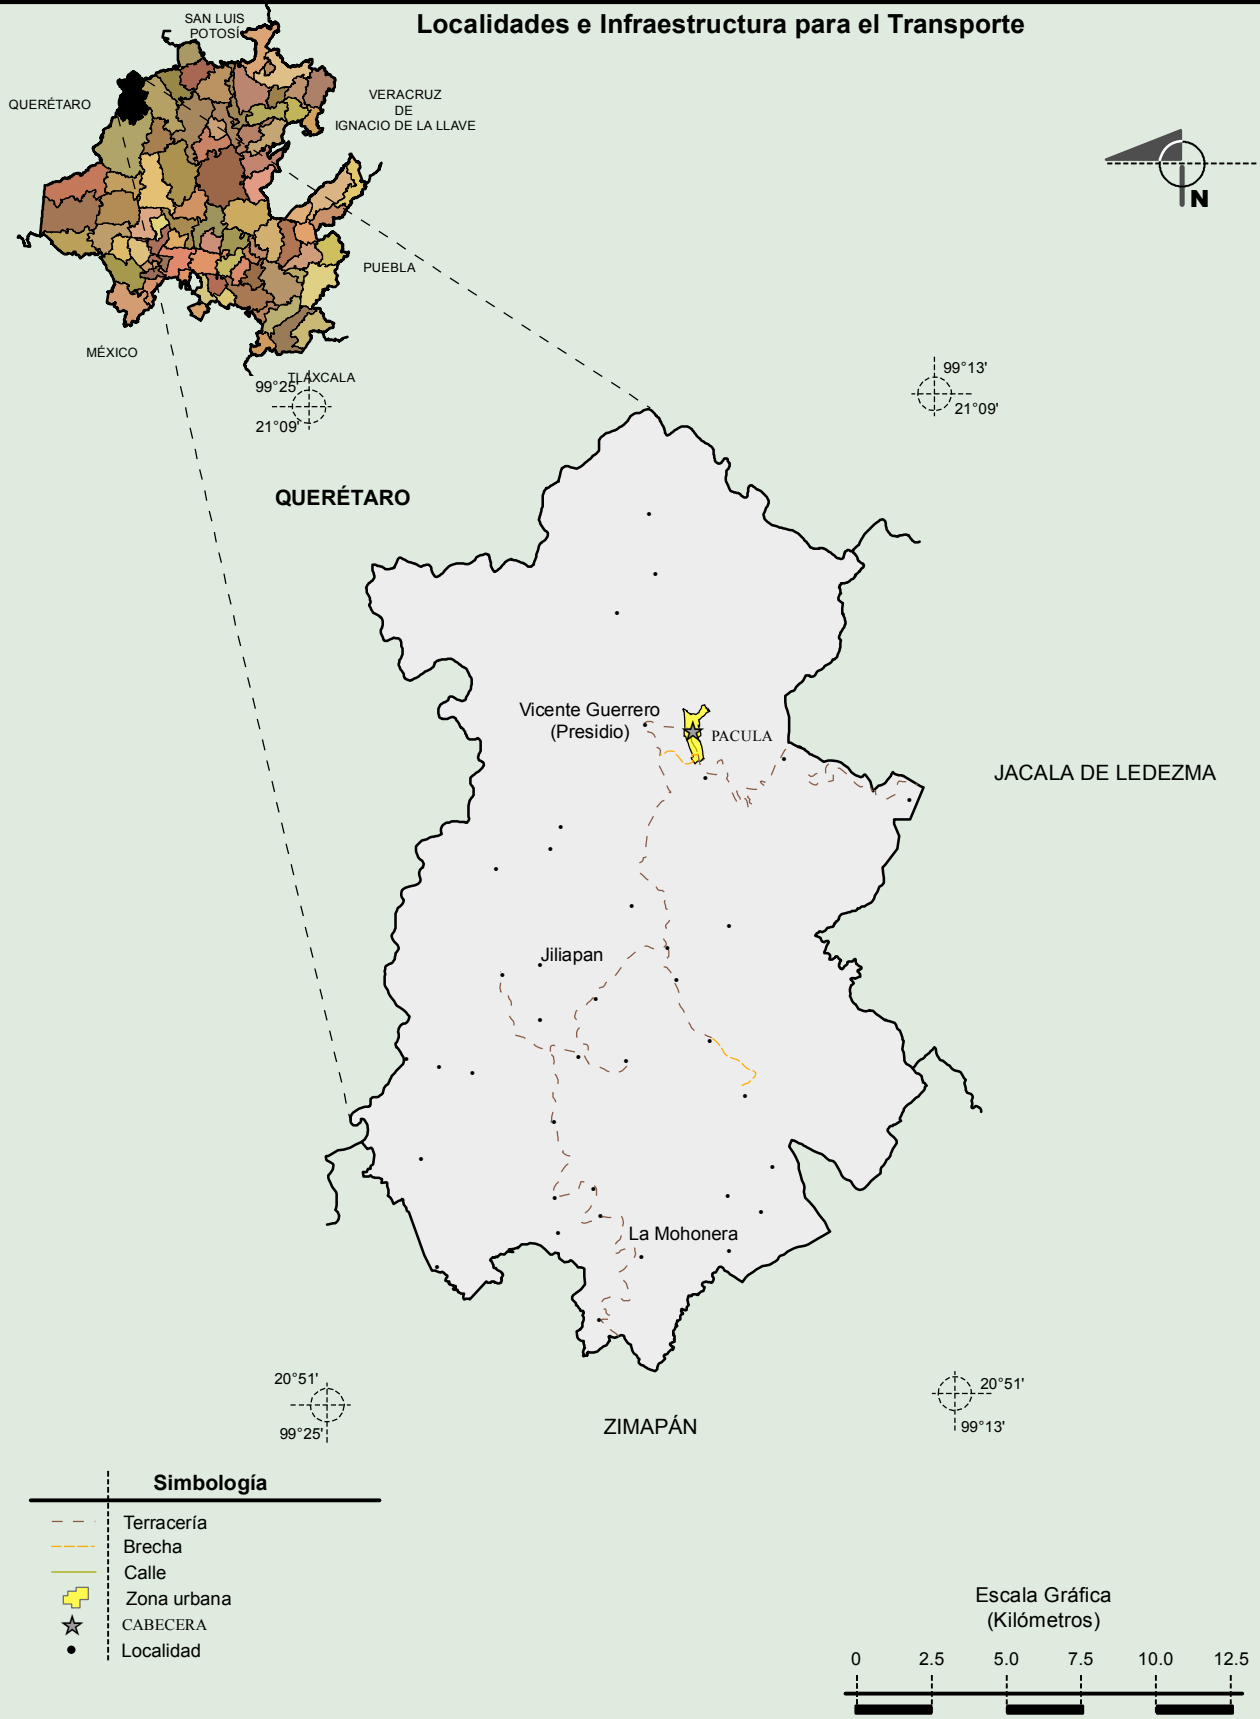 Localidades e Infraestructura para el Transporte
SAN LUIS
POTOSÍ
QUERÉTARO
VERACRUZ
DE
IGNACIO DE LA LLAVE
N
PUEBLA
MÉXICO
TLAXCALA
99°25'
21°09'
99°13'
21°09'
QUERÉTARO
Vicente Guerrero
(Presidio)
PACULA
JACALA DE LEDEZMA
Jiliapan
La Mohonera
20°51'
99°25'
20°51'
99°13'
ZIMAPÁN
Simbología
Terracería
Brecha
Calle
Zona urbana
CABECERA
Localidad
Escala Gráfica
(Kilómetros)
0 2.5 5.0 7.5 10.0 12.5